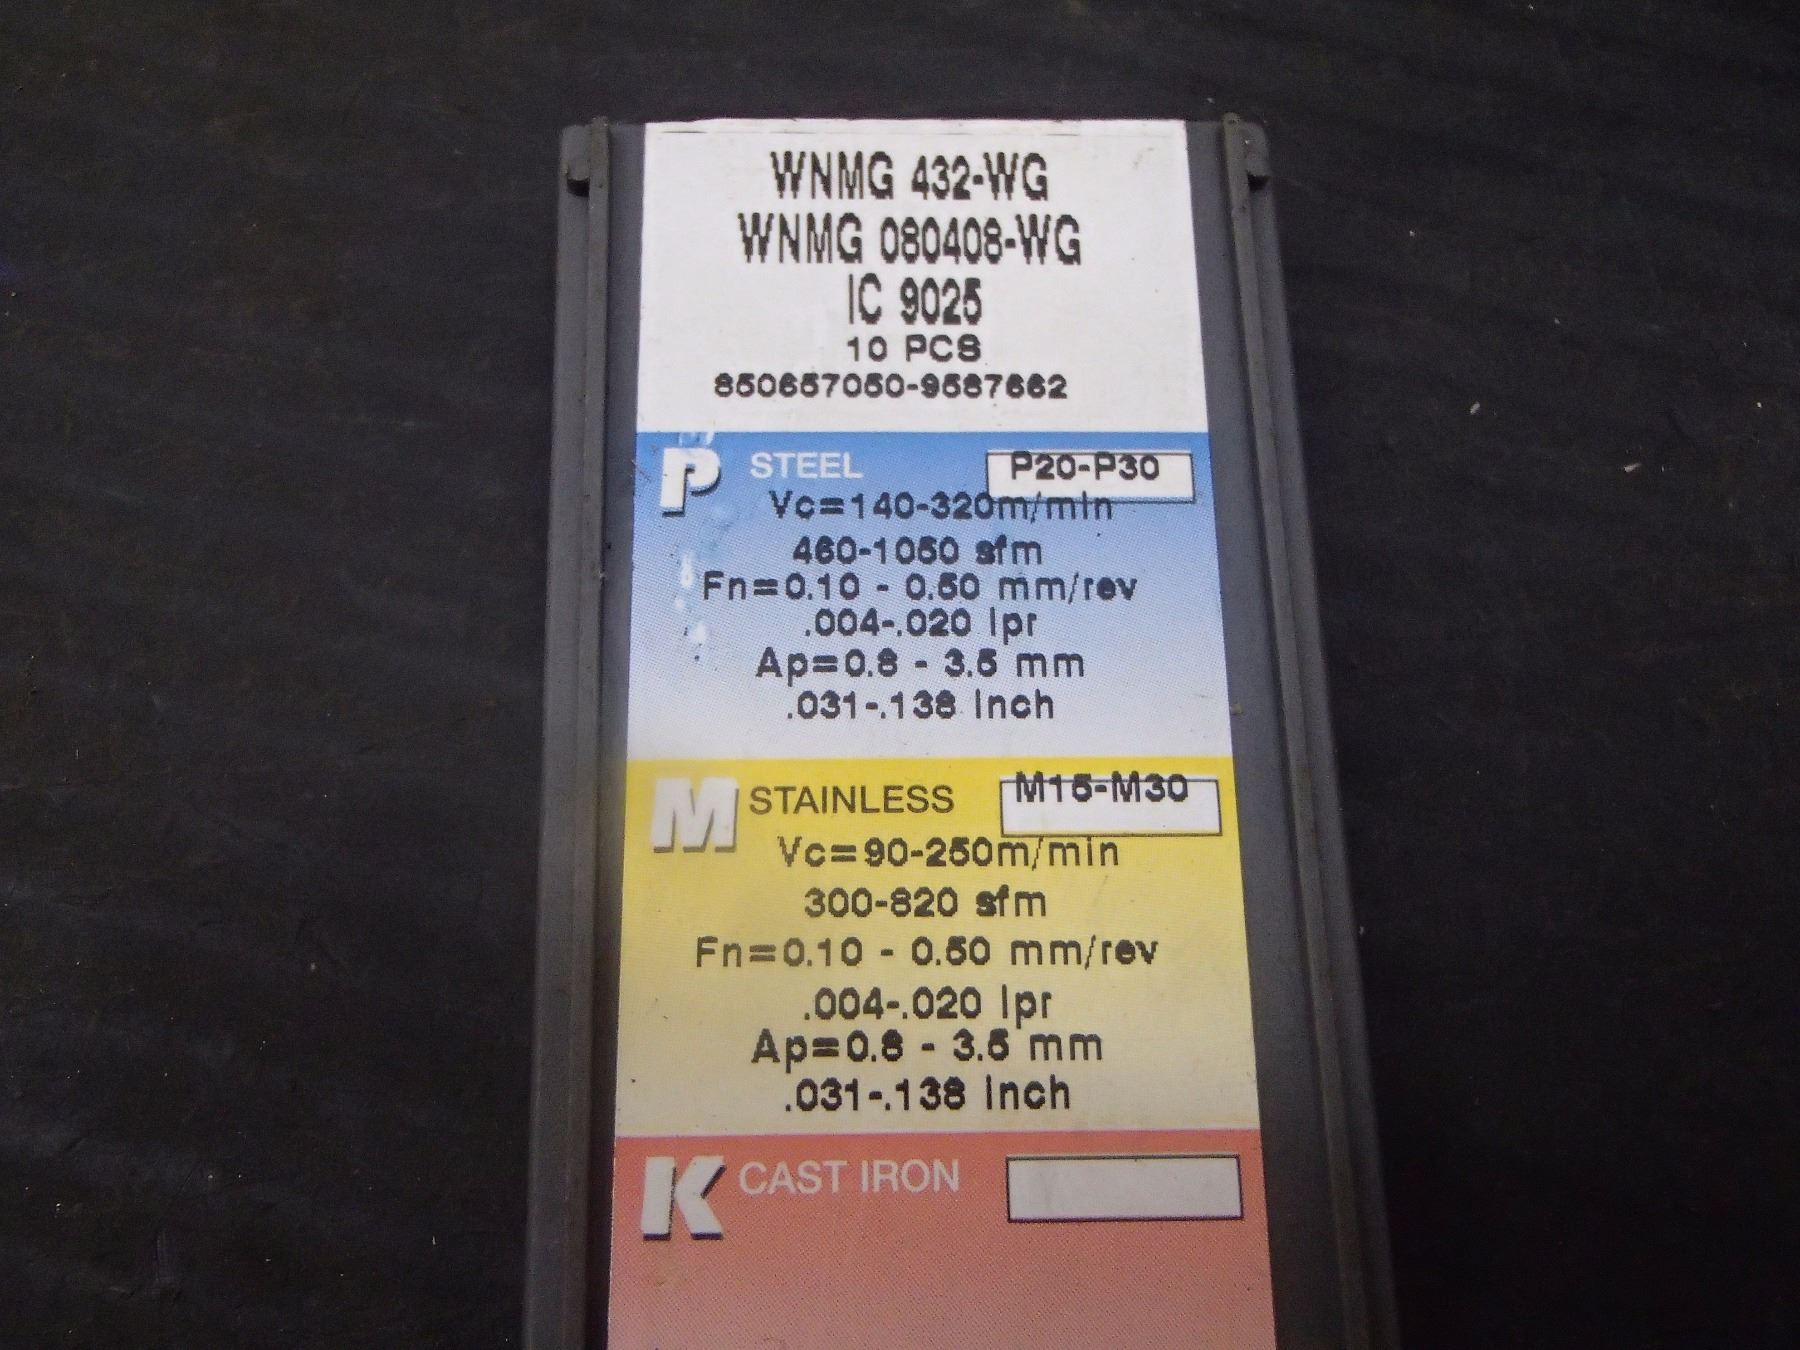 WNMG 432-WG
WNMG 080408-WG
IC 9025
10 PCS
850657050-9587662
P STEEL P20-P30
Vc=140-320m/min
460-1050 sfm
Fn=0.10 - 0.50 mm/rev
.004-.020 ipr
Ap=0.8 - 3.5 mm
.031-.138 inch
M STAINLESS M15-M30
Vc=90-250m/min
300-820 sfm
Fn=0.10 - 0.50 mm/rev
.004-.020 ipr
Ap=0.8 - 3.5 mm
.031-.138 inch
K CAST IRON